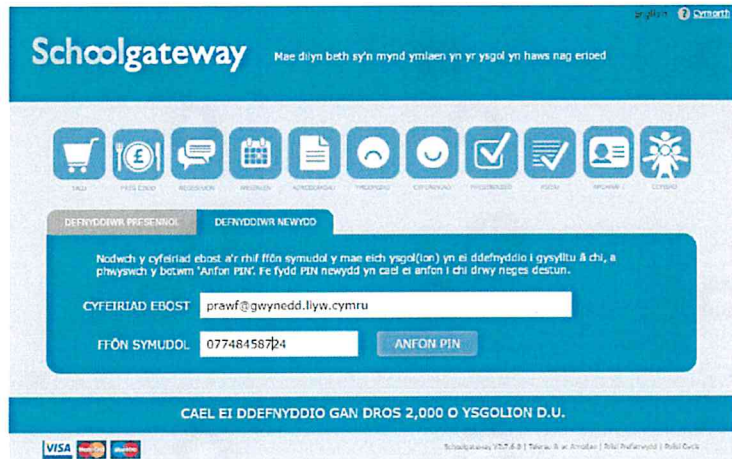 English ? Cymorth
Schoolgateway
Mae dilyn beth sy'n mynd ymlaen yn yr ysgol yn haws nag erioed
DEFNYDDIWR PRESENNOL
DEFNYDDIWR NEWYDD
Nodwch y cyfeiriad ebost a'r rhif ffôn symudol y mae eich ysgol(ion) yn ei ddefnyddio i gysylltu â chi, a
phwyswch y botwm 'Anfon PIN'. Fe fydd PIN newydd yn cael ei anfon i chi drwy neges destun.
CYFEIRIAD EBOST prawf@gwynedd.llyw.cymru
FFÔN SYMUDOL 07748458724 ANFON PIN
CAEL EI DDEFNYDDIO GAN DROS 2,000 O YSGOLION D.U.
VISA